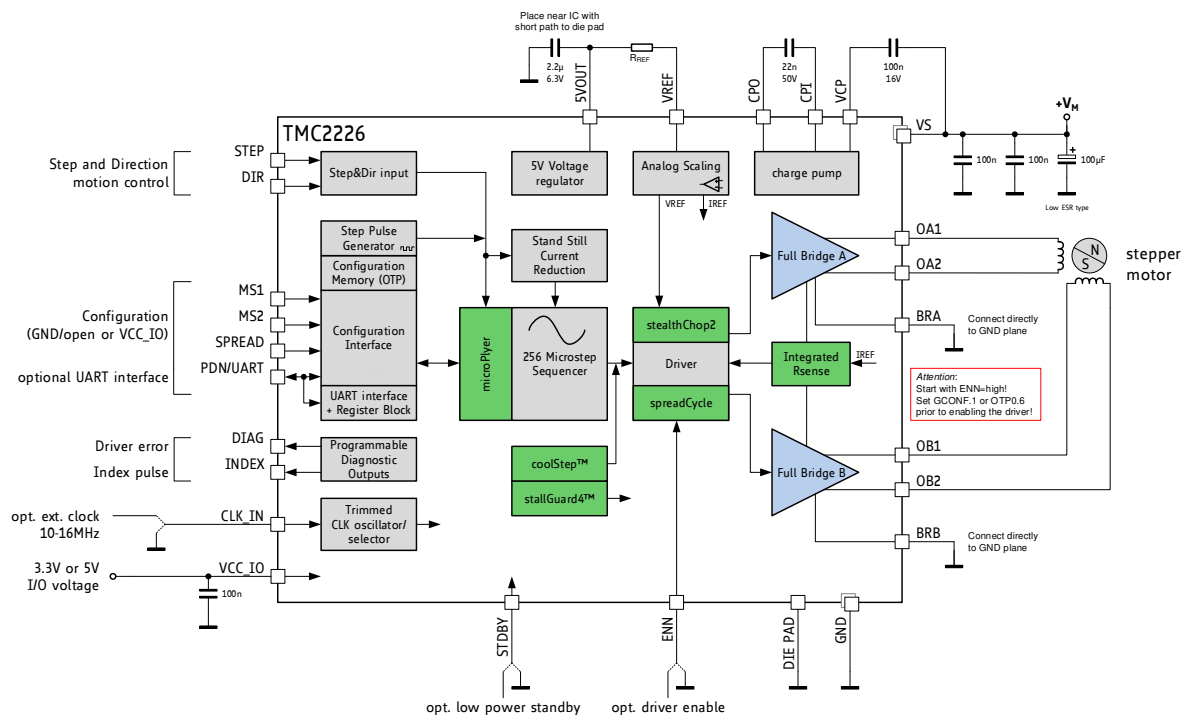 Place near IC with
short path to die pad
2.2µ
6.3V
RREF
5VOUT
VREF
CPO
22n
50V
CPI
VCP
100n
16V
+VM
VS
100n
100n
+
100µF
Low ESR type
TMC2226
Step and Direction
motion control
STEP
DIR
Step&Dir input
5V Voltage
regulator
Analog Scaling
VREF
IREF
charge pump
Step Pulse
Generator
Configuration
Memory (OTP)
Stand Still
Current
Reduction
Full Bridge A
OA1
OA2
N
S
stepper
motor
Configuration
(GND/open or VCC_IO)
optional UART interface
MS1
MS2
SPREAD
PDN/UART
Configuration
Interface
UART interface
+ Register Block
microPlyer
256 Microstep
Sequencer
stealthChop2
Driver
spreadCycle
Integrated
Rsense
IREF
BRA
Connect directly
to GND plane
Attention:
Start with ENN=high!
Set GCONF.1 or OTP0.6
prior to enabling the driver!
Driver error
Index pulse
DIAG
INDEX
Programmable
Diagnostic
Outputs
coolStep™
stallGuard4™
Full Bridge B
OB1
OB2
opt. ext. clock
10-16MHz
CLK_IN
Trimmed
CLK oscillator/
selector
BRB
Connect directly
to GND plane
3.3V or 5V
I/O voltage
VCC_IO
100n
STDBY
ENN
DIE PAD
GND
opt. low power standby
opt. driver enable